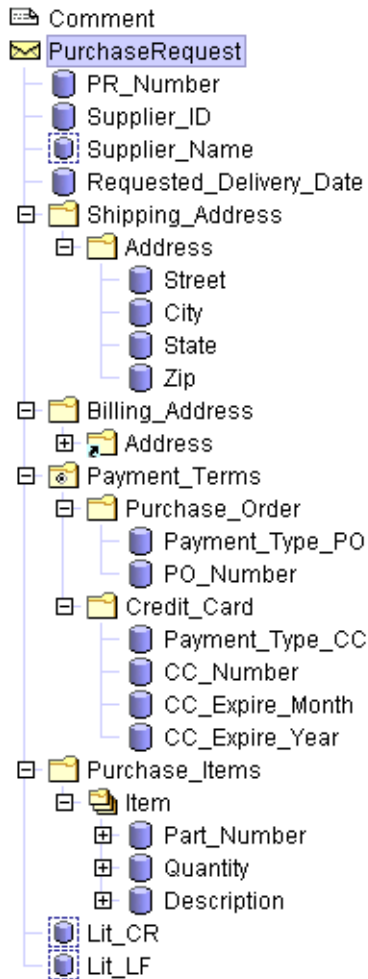 Comment
PurchaseRequest
PR_Number
Supplier_ID
Supplier_Name
Requested_Delivery_Date
Shipping_Address
Address
Street
City
State
Zip
Billing_Address
Address
Payment_Terms
Purchase_Order
Payment_Type_PO
PO_Number
Credit_Card
Payment_Type_CC
CC_Number
CC_Expire_Month
CC_Expire_Year
Purchase_Items
Item
Part_Number
Quantity
Description
Lit_CR
Lit_LF